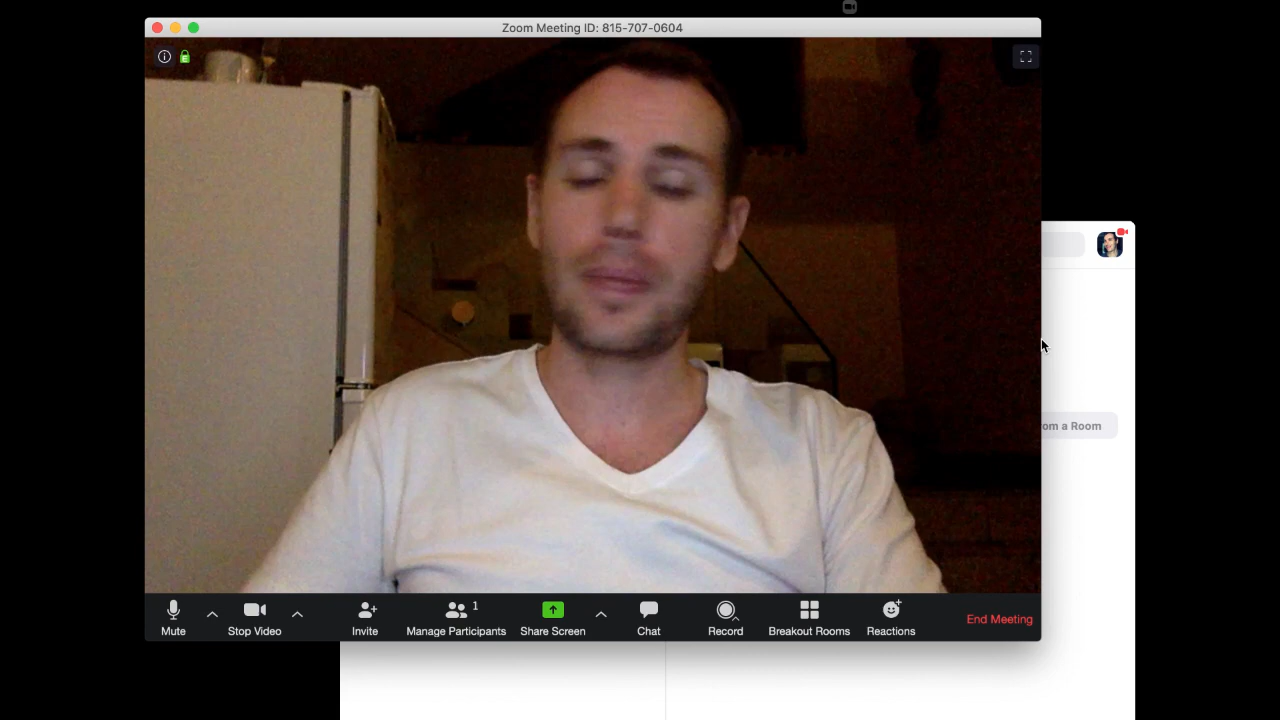 Zoom Meeting ID: 815-707-0604
om a Room
Mute
Stop Video
Invite
Manage Participants
1
Share Screen
Chat
Record
Breakout Rooms
Reactions
End Meeting